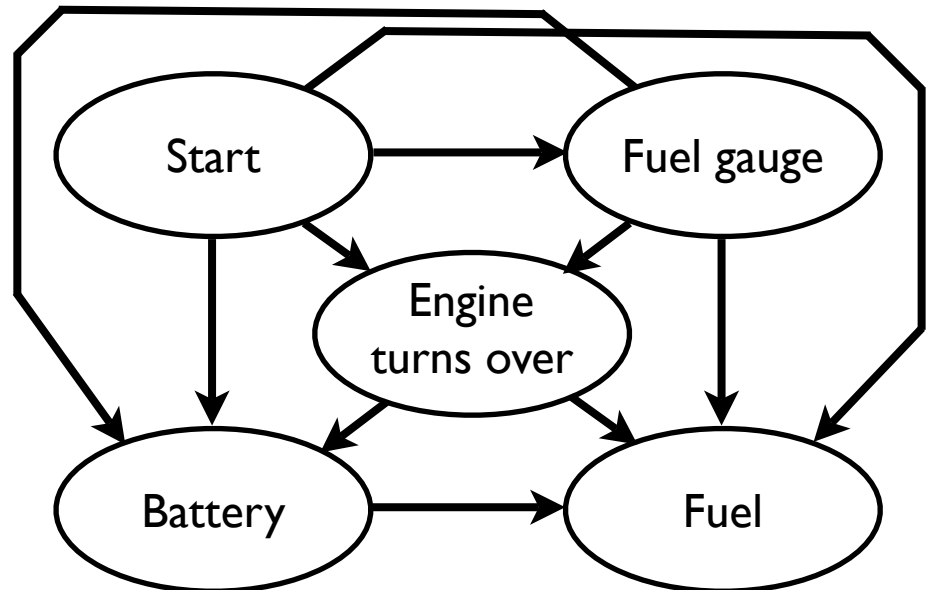 Start
Fuel gauge
Engine
turns over
Battery
Fuel